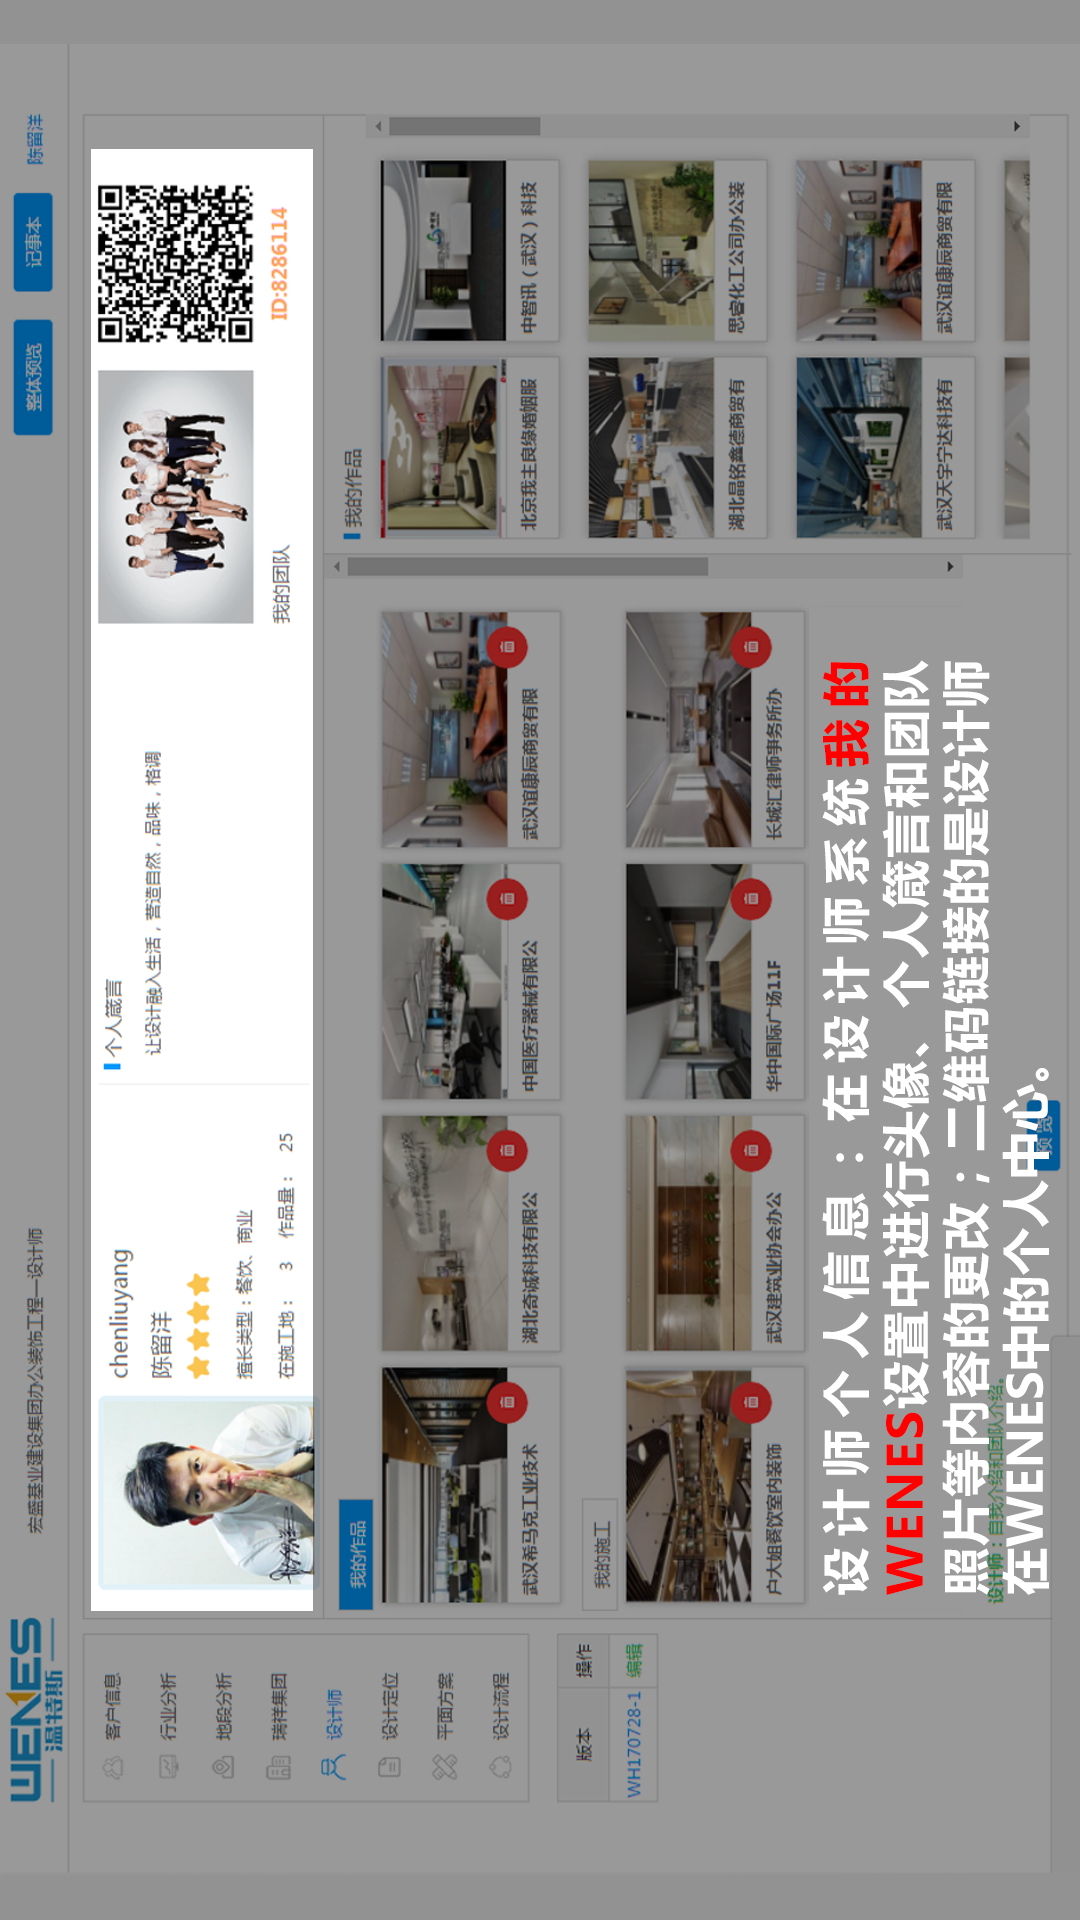 WENES
温特斯
宏盛基业建设集团办公装饰工程—设计师
整体预览
记事本
陈留洋
客户信息
行业分析
地段分析
瑞祥集团
设计师
设计定位
平面方案
设计流程
版本
操作
WH170728-1
编辑
chenliuyang
陈留洋
擅长类型：餐饮、商业
在施工地： 3 作品量： 25
个人箴言
让设计融入生活，营造自然，品味，格调
我的团队
ID:8286114
我的作品
武汉希马克工业技术
湖北奇诚科技有限公
中国医疗器械有限公
武汉谊康辰商贸有限
我的施工
户大姐餐饮室内装饰
武汉建筑业协会办公
华中国际广场11F
长城汇律师事务所办
我的作品
北京我主良缘婚姻服
中智讯（武汉）科技
湖北晶铭鑫德商贸有
思睿化工公司办公装
武汉天宇宁达科技有
武汉谊康辰商贸有限
设计师个人信息：在设计师系统我的
WENES设置中进行头像、个人箴言和团队
照片等内容的更改；二维码链接的是设计师
在WENES中的个人中心。
设计师：自我介绍和团队介绍。
预览